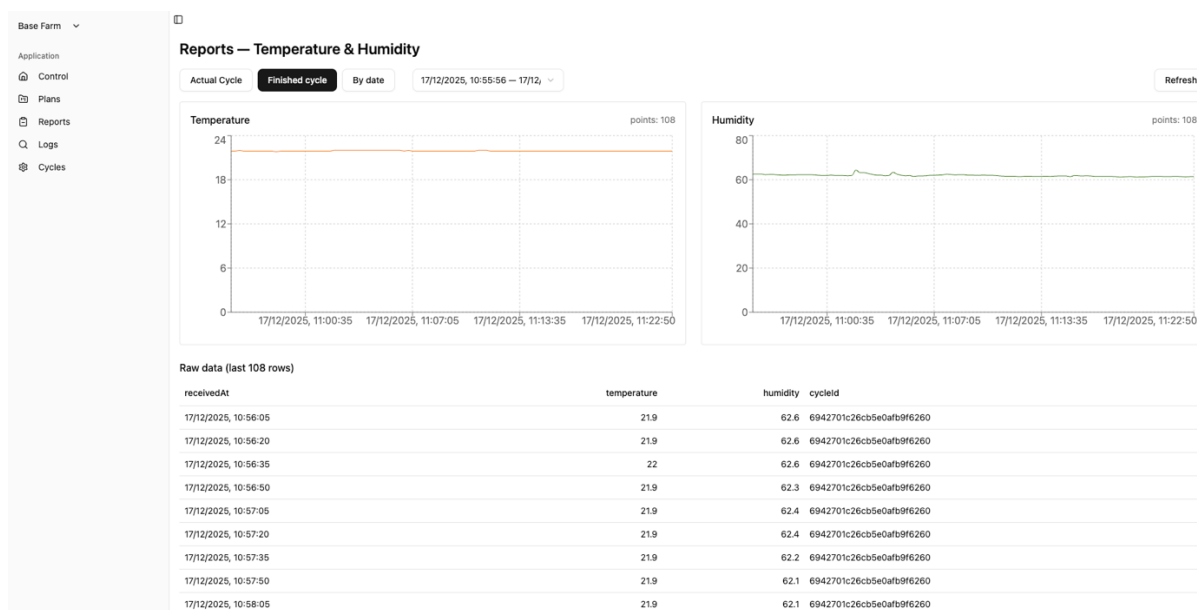 Base Farm
Application
Control
Plans
Reports
Logs
Cycles
Reports — Temperature & Humidity
Actual Cycle Finished cycle By date 17/12/2025, 10:55:56 — 17/12/ Refresh
Temperature points: 108
24
18
12
6
0
17/12/2025, 11:00:35 17/12/2025, 11:07:05 17/12/2025, 11:13:35 17/12/2025, 11:22:50
Humidity points: 108
80
60
40
20
0
17/12/2025, 11:00:35 17/12/2025, 11:07:05 17/12/2025, 11:13:35 17/12/2025, 11:22:50
Raw data (last 108 rows)
receivedAt temperature humidity cycleId
17/12/2025, 10:56:05 21.9 62.6 6942701c26cb5e0afb9f6260
17/12/2025, 10:56:20 21.9 62.6 6942701c26cb5e0afb9f6260
17/12/2025, 10:56:35 22 62.6 6942701c26cb5e0afb9f6260
17/12/2025, 10:56:50 21.9 62.3 6942701c26cb5e0afb9f6260
17/12/2025, 10:57:05 21.9 62.4 6942701c26cb5e0afb9f6260
17/12/2025, 10:57:20 21.9 62.4 6942701c26cb5e0afb9f6260
17/12/2025, 10:57:35 21.9 62.2 6942701c26cb5e0afb9f6260
17/12/2025, 10:57:50 21.9 62.1 6942701c26cb5e0afb9f6260
17/12/2025, 10:58:05 21.9 62.1 6942701c26cb5e0afb9f6260